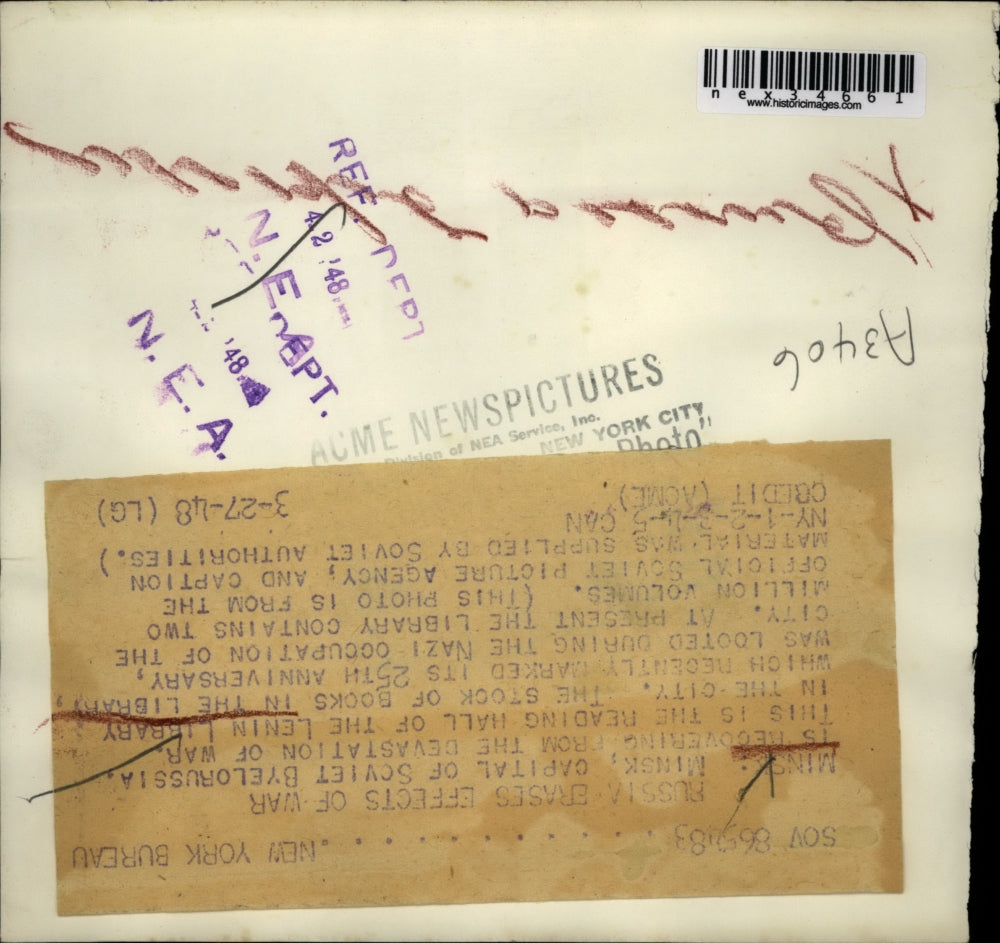 nex34661
www.historicimages.com
REF. DEPT
4 2 '48
N. E. A.
'48
N. E. A.
DEPT.
A3406
ACME NEWSPICTURES
Division of NEA Service, Inc.
NEW YORK CITY
Photo
SOV 869483 . . . . . . . . . . . . NEW YORK BUREAU
RUSSIA ERASES EFFECTS OF WAR
MINSK: MINSK, CAPITAL OF SOVIET BYELORUSSIA,
IS RECOVERING FROM THE DEVASTATION OF WAR.
THIS IS THE READING HALL OF THE LENIN LIBRARY
IN THE CITY. THE STOCK OF BOOKS IN THE LIBRARY,
WHICH RECENTLY MARKED ITS 25TH ANNIVERSARY,
WAS LOOTED DURING THE NAZI OCCUPATION OF THE
CITY. AT PRESENT THE LIBRARY CONTAINS TWO
MILLION VOLUMES. (THIS PHOTO IS FROM THE
OFFICIAL SOVIET PICTURE AGENCY; AND CAPTION
MATERIAL WAS SUPPLIED BY SOVIET AUTHORITIES.)
NY-1-2-3-4-5 CAN
CREDIT (ACME) 3-27-48 (LG)